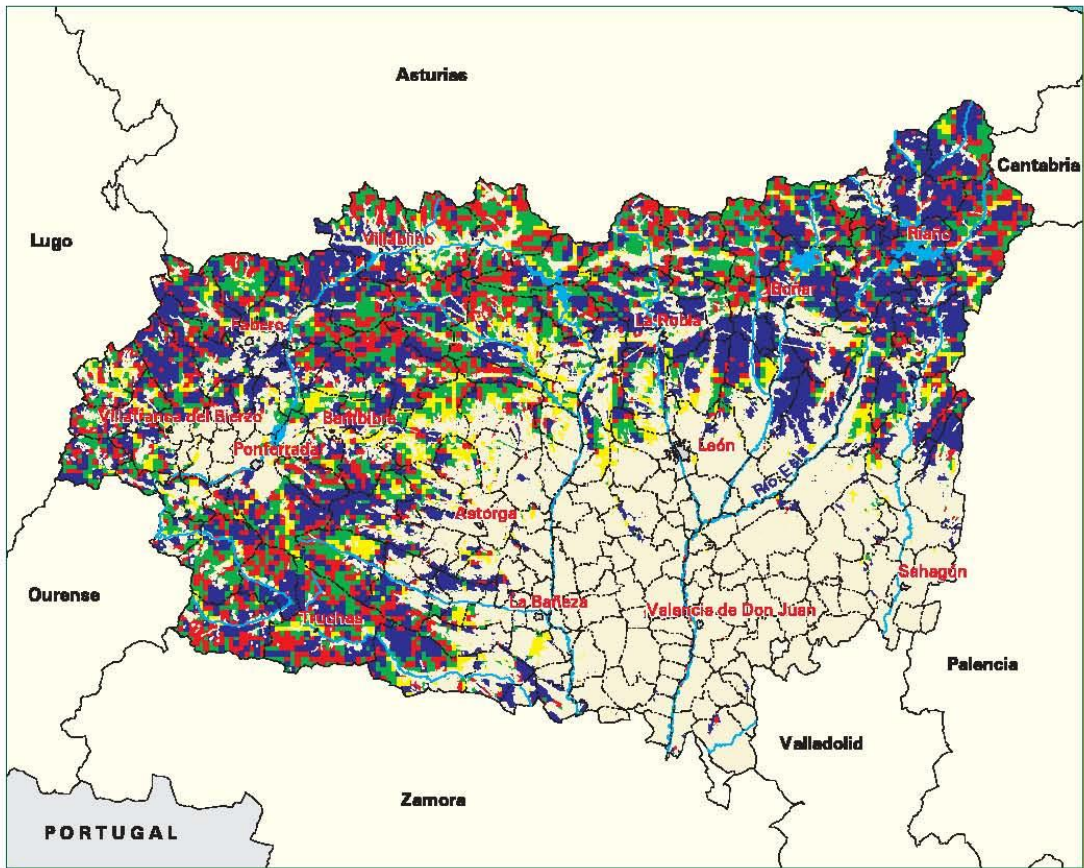 Asturias
Cantabria
Lugo
Villablino
Riaño
Boñar
Fabero
La Robla
Villafranca del Bierzo
Bembibre
Ponferrada
León
Río Esla
Astorga
Sahagún
Ourense
La Bañeza
Truchas
Valencia de Don Juan
Palencia
Valladolid
Zamora
PORTUGAL